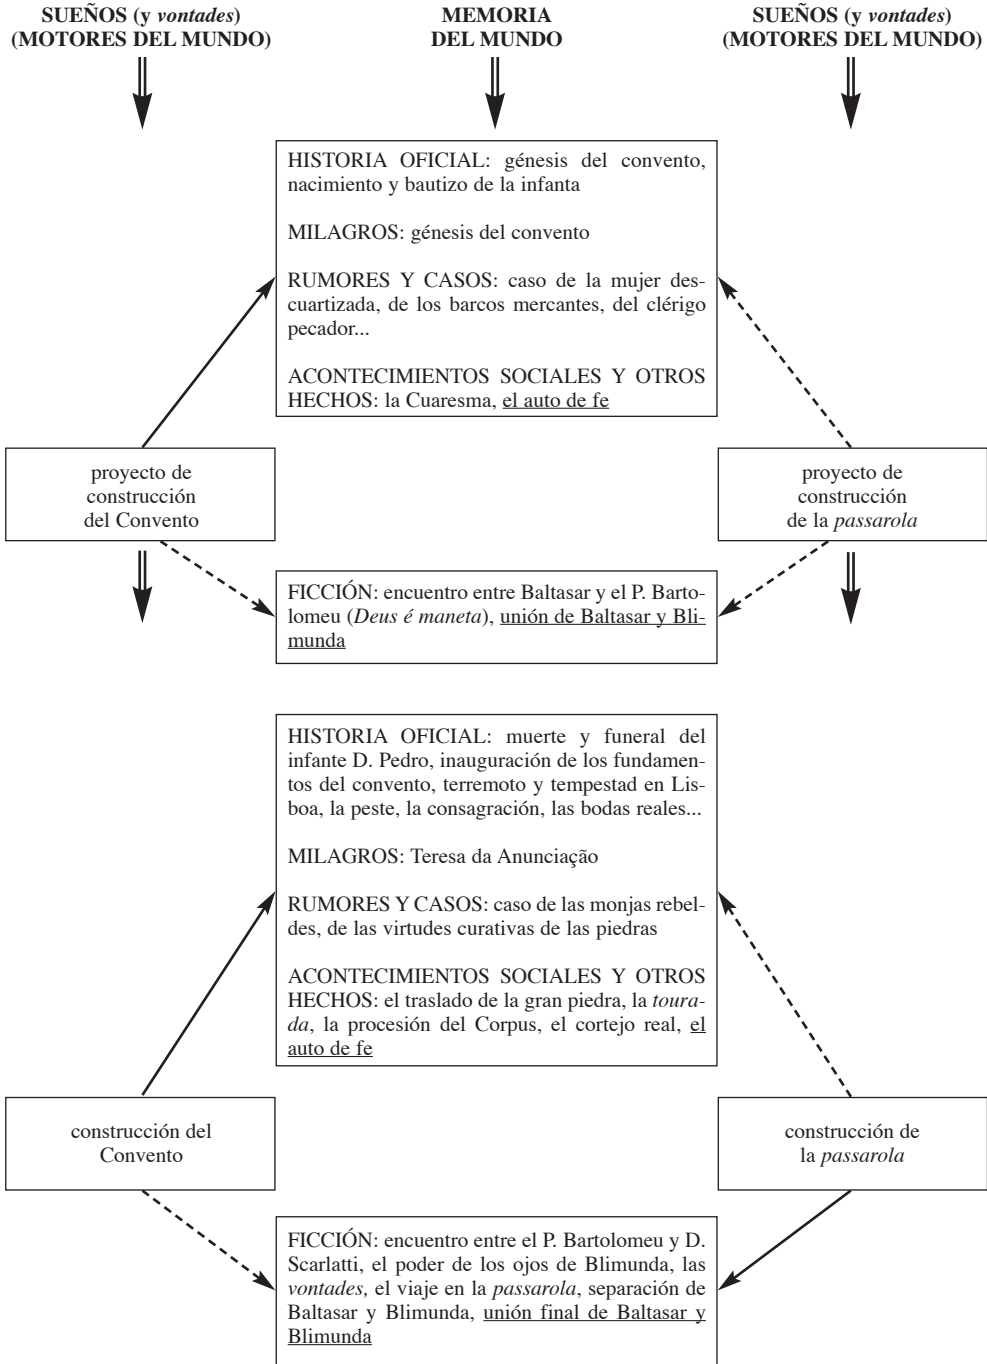 SUEÑOS (y vontades)
(MOTORES DEL MUNDO)
MEMORIA
DEL MUNDO
SUEÑOS (y vontades)
(MOTORES DEL MUNDO)
HISTORIA OFICIAL: génesis del convento,
nacimiento y bautizo de la infanta
MILAGROS: génesis del convento
RUMORES Y CASOS: caso de la mujer des-
cuartizada, de los barcos mercantes, del clérigo
pecador...
ACONTECIMIENTOS SOCIALES Y OTROS
HECHOS: la Cuaresma, el auto de fe
proyecto de
construcción
del Convento
proyecto de
construcción
de la passarola
FICCIÓN: encuentro entre Baltasar y el P. Barto-
lomeu (Deus é maneta), unión de Baltasar y Bli-
munda
HISTORIA OFICIAL: muerte y funeral del
infante D. Pedro, inauguración de los fundamen-
tos del convento, terremoto y tempestad en Lis-
boa, la peste, la consagración, las bodas reales...
MILAGROS: Teresa da Anunciação
RUMORES Y CASOS: caso de las monjas rebel-
des, de las virtudes curativas de las piedras
ACONTECIMIENTOS SOCIALES Y OTROS
HECHOS: el traslado de la gran piedra, la toura-
da, la procesión del Corpus, el cortejo real, el
auto de fe
construcción del
Convento
construcción de
la passarola
FICCIÓN: encuentro entre el P. Bartolomeu y D.
Scarlatti, el poder de los ojos de Blimunda, las
vontades, el viaje en la passarola, separación de
Baltasar y Blimunda, unión final de Baltasar y
Blimunda